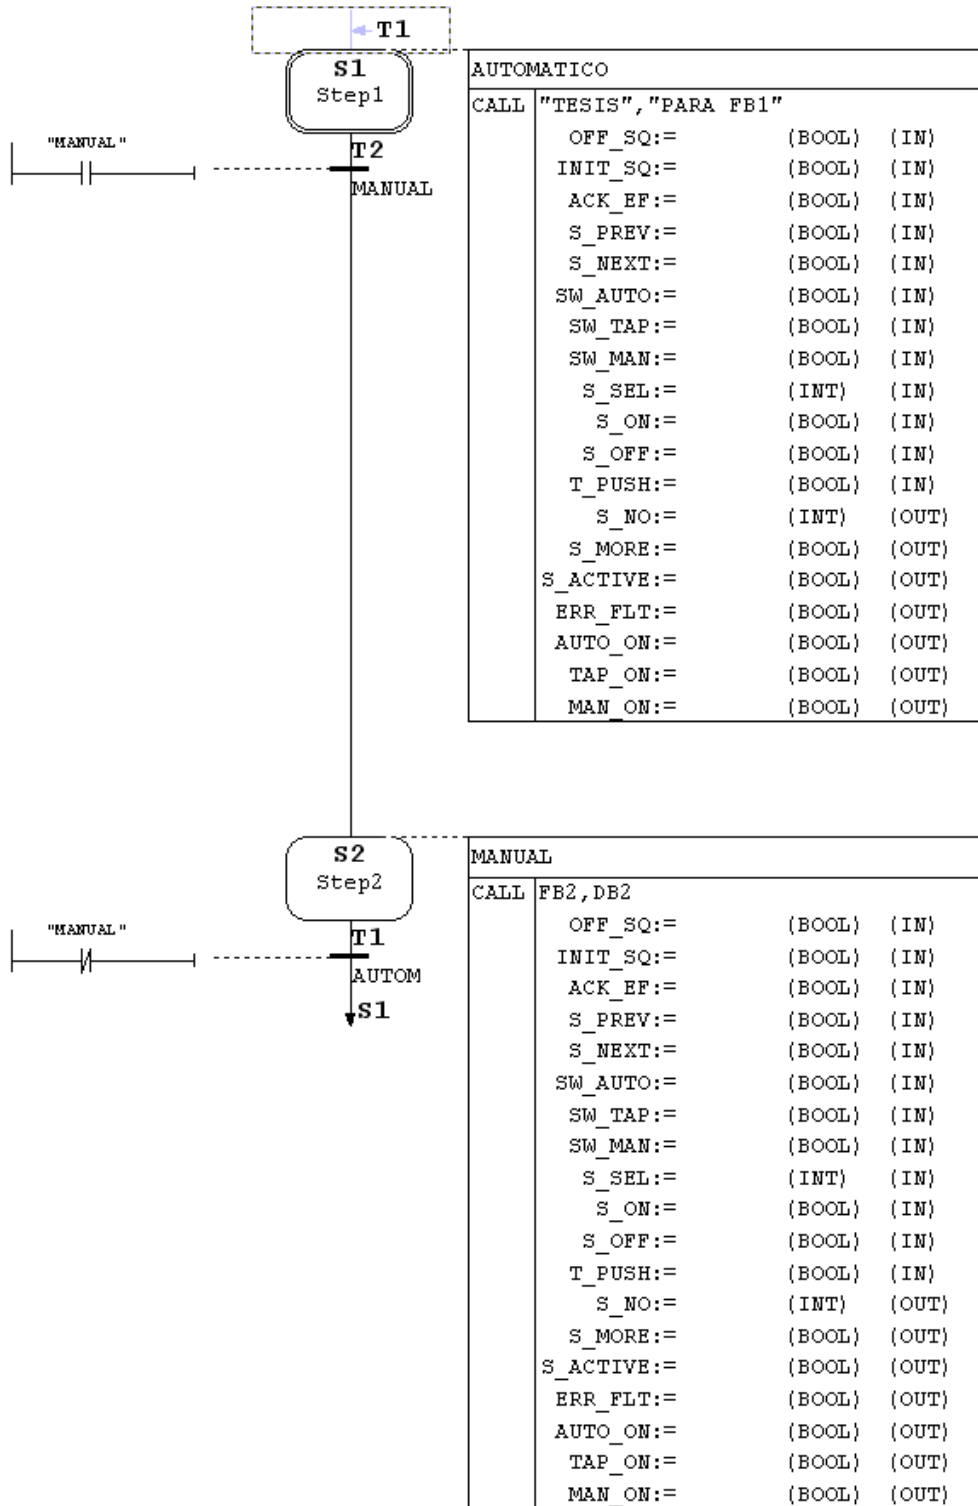 T1
S1
Step1
AUTOMATICO
CALL "TESIS","PARA FB1"
OFF_SQ:= (BOOL) (IN)
"MANUAL"
T2
INIT_SQ:= (BOOL) (IN)
MANUAL
ACK_EF:= (BOOL) (IN)
S_PREV:= (BOOL) (IN)
S_NEXT:= (BOOL) (IN)
SW_AUTO:= (BOOL) (IN)
SW_TAP:= (BOOL) (IN)
SW_MAN:= (BOOL) (IN)
S_SEL:= (INT) (IN)
S_ON:= (BOOL) (IN)
S_OFF:= (BOOL) (IN)
T_PUSH:= (BOOL) (IN)
S_NO:= (INT) (OUT)
S_MORE:= (BOOL) (OUT)
S_ACTIVE:= (BOOL) (OUT)
ERR_FLT:= (BOOL) (OUT)
AUTO_ON:= (BOOL) (OUT)
TAP_ON:= (BOOL) (OUT)
MAN_ON:= (BOOL) (OUT)
S2
Step2
MANUAL
CALL FB2,DB2
OFF_SQ:= (BOOL) (IN)
"MANUAL"
T1
INIT_SQ:= (BOOL) (IN)
AUTOM
ACK_EF:= (BOOL) (IN)
S1
S_PREV:= (BOOL) (IN)
S_NEXT:= (BOOL) (IN)
SW_AUTO:= (BOOL) (IN)
SW_TAP:= (BOOL) (IN)
SW_MAN:= (BOOL) (IN)
S_SEL:= (INT) (IN)
S_ON:= (BOOL) (IN)
S_OFF:= (BOOL) (IN)
T_PUSH:= (BOOL) (IN)
S_NO:= (INT) (OUT)
S_MORE:= (BOOL) (OUT)
S_ACTIVE:= (BOOL) (OUT)
ERR_FLT:= (BOOL) (OUT)
AUTO_ON:= (BOOL) (OUT)
TAP_ON:= (BOOL) (OUT)
MAN_ON:= (BOOL) (OUT)